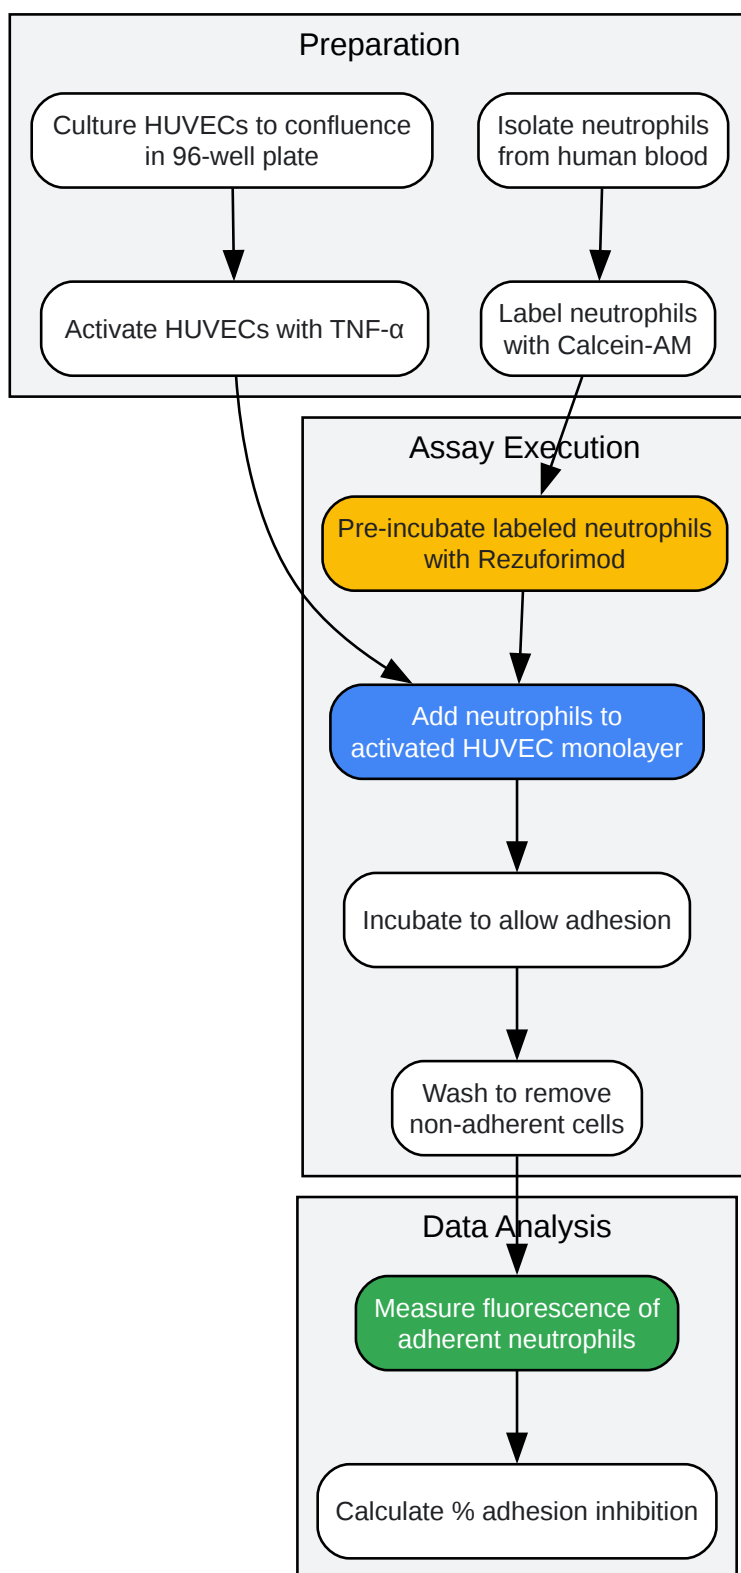 Preparation
Culture HUVECs to confluence
in 96-well plate
Isolate neutrophils
from human blood
Activate HUVECs with TNF-α
Label neutrophils
with Calcein-AM
Assay Execution
Pre-incubate labeled neutrophils
with Rezuforimod
Add neutrophils to
activated HUVEC monolayer
Incubate to allow adhesion
Wash to remove
non-adherent cells
Data Analysis
Measure fluorescence of
adherent neutrophils
Calculate % adhesion inhibition